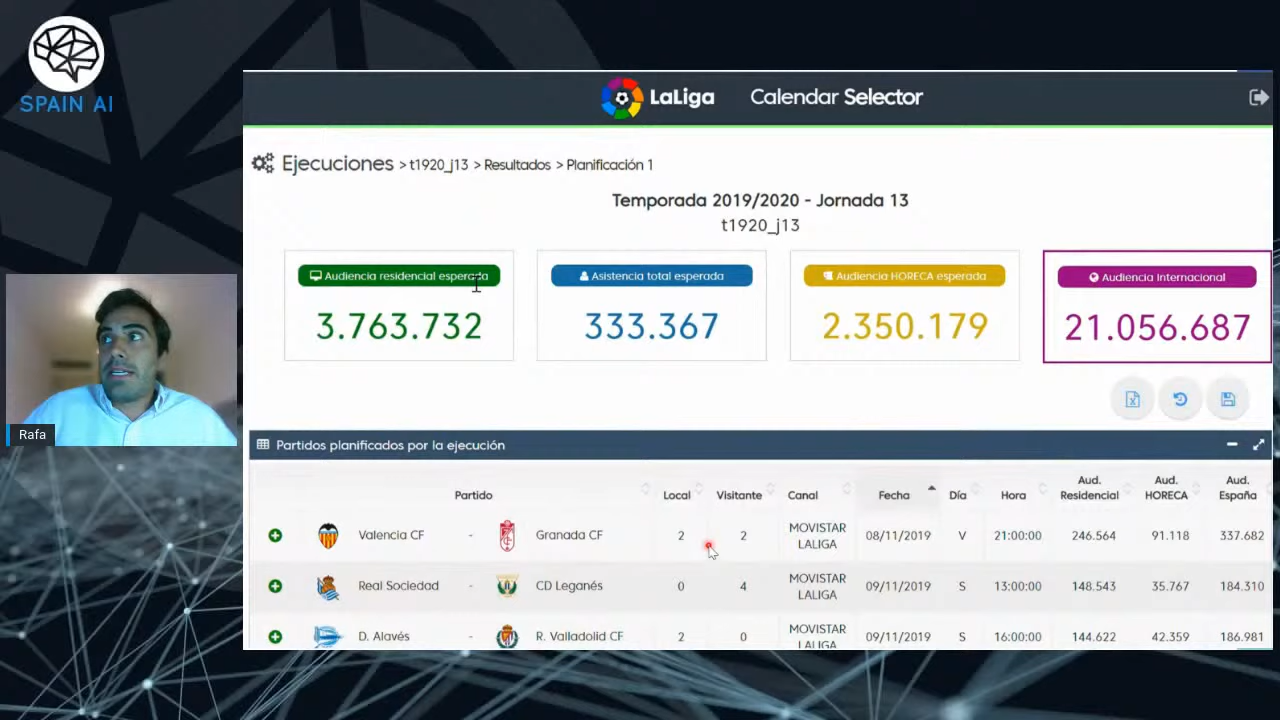 SPAIN AI
LaLiga Calendar Selector
Ejecuciones > t1920_j13 > Resultados > Planificación 1
Temporada 2019/2020 - Jornada 13
t1920_j13
Audiencia residencial esperada Asistencia total esperada Audiencia HORECA esperada Audiencia Internacional
3.763.732 333.367 2.350.179 21.056.687
Rafa
Partidos planificados por la ejecución
Partido Local Visitante Canal Fecha Día Hora Aud. Residencial Aud. HORECA Aud. España
Valencia CF - Granada CF 2 2 MOVISTAR LALIGA 08/11/2019 V 21:00:00 246.564 91.118 337.682
Real Sociedad - CD Leganés 0 4 MOVISTAR LALIGA 09/11/2019 S 13:00:00 148.543 35.767 184.310
D. Alavés - R. Valladolid CF 2 0 MOVISTAR LALIGA 09/11/2019 S 16:00:00 144.622 42.359 186.981